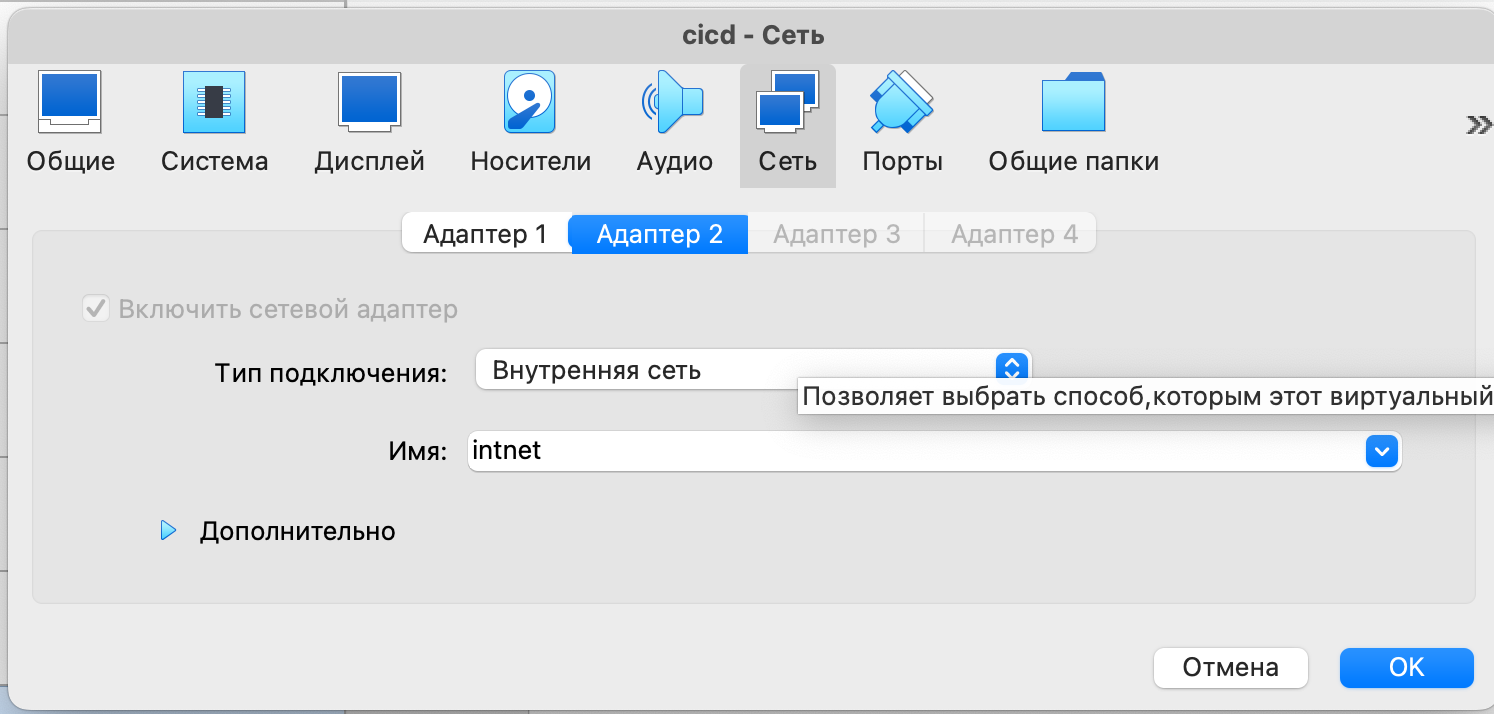 cicd - Сеть
Общие Система Дисплей Носители Аудио Сеть Порты Общие папки
Адаптер 1 Адаптер 2 Адаптер 3 Адаптер 4
Включить сетевой адаптер
Тип подключения: Внутренняя сеть
Позволяет выбрать способ,которым этот виртуальный
Имя: intnet
Дополнительно
Отмена OK